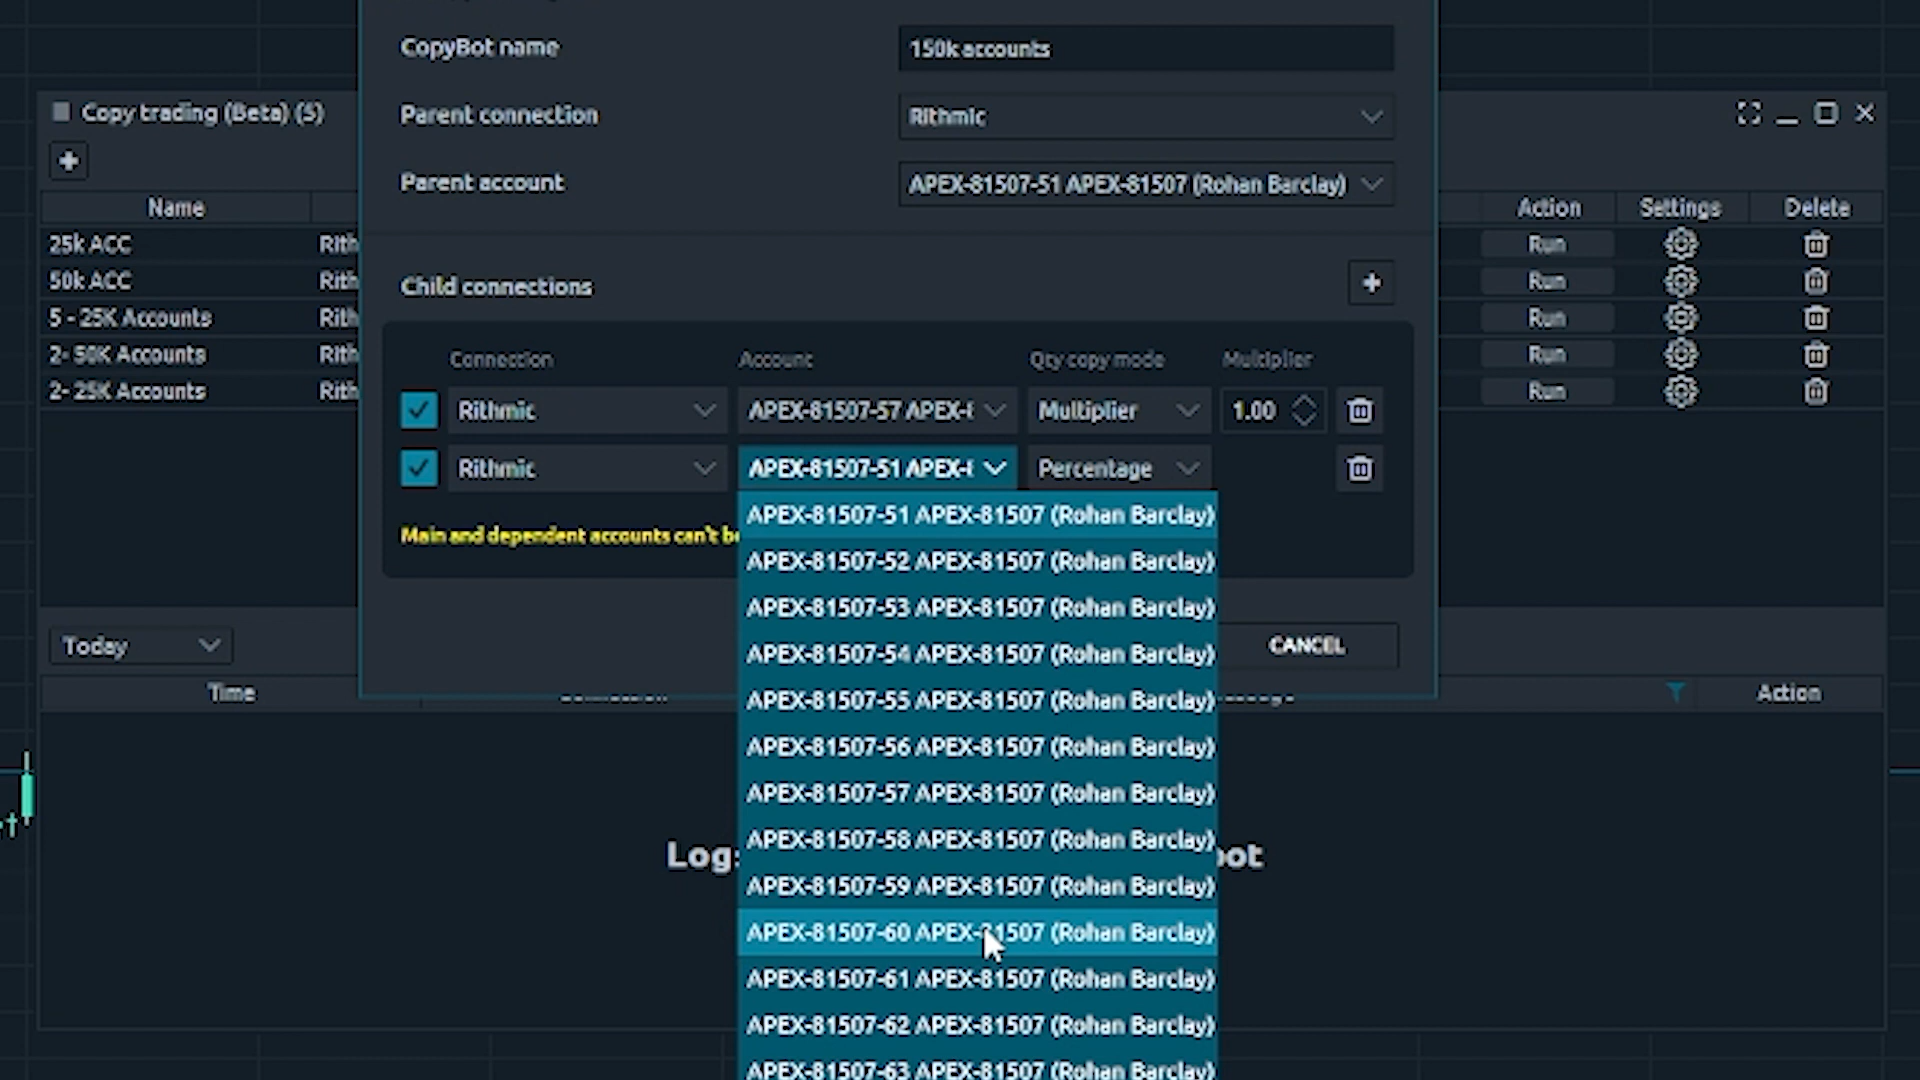 CopyBot name
150k accounts
Parent connection
Rithmic
Parent account
APEX-81507-51 APEX-81507 (Rohan Barclay)
Copy trading (Beta) (5)
Name
Action Settings Delete
25k ACC Rith Run
50k ACC Rith Run
5 - 25K Accounts Rith Run
2- 50K Accounts Rith Run
2- 25K Accounts Rith Run
Child connections
Connection Account Qty copy mode Multiplier
Rithmic APEX-81507-57 APEX-8 Multiplier 1.00
Rithmic APEX-81507-51 APEX-8 Percentage
Main and dependent accounts can't be
APEX-81507-51 APEX-81507 (Rohan Barclay)
APEX-81507-52 APEX-81507 (Rohan Barclay)
APEX-81507-53 APEX-81507 (Rohan Barclay)
APEX-81507-54 APEX-81507 (Rohan Barclay)
APEX-81507-55 APEX-81507 (Rohan Barclay)
APEX-81507-56 APEX-81507 (Rohan Barclay)
APEX-81507-57 APEX-81507 (Rohan Barclay)
APEX-81507-58 APEX-81507 (Rohan Barclay)
APEX-81507-59 APEX-81507 (Rohan Barclay)
APEX-81507-60 APEX-81507 (Rohan Barclay)
APEX-81507-61 APEX-81507 (Rohan Barclay)
APEX-81507-62 APEX-81507 (Rohan Barclay)
APEX-81507-63 APEX-81507 (Rohan Barclay)
CANCEL
Today
Time Action
Log